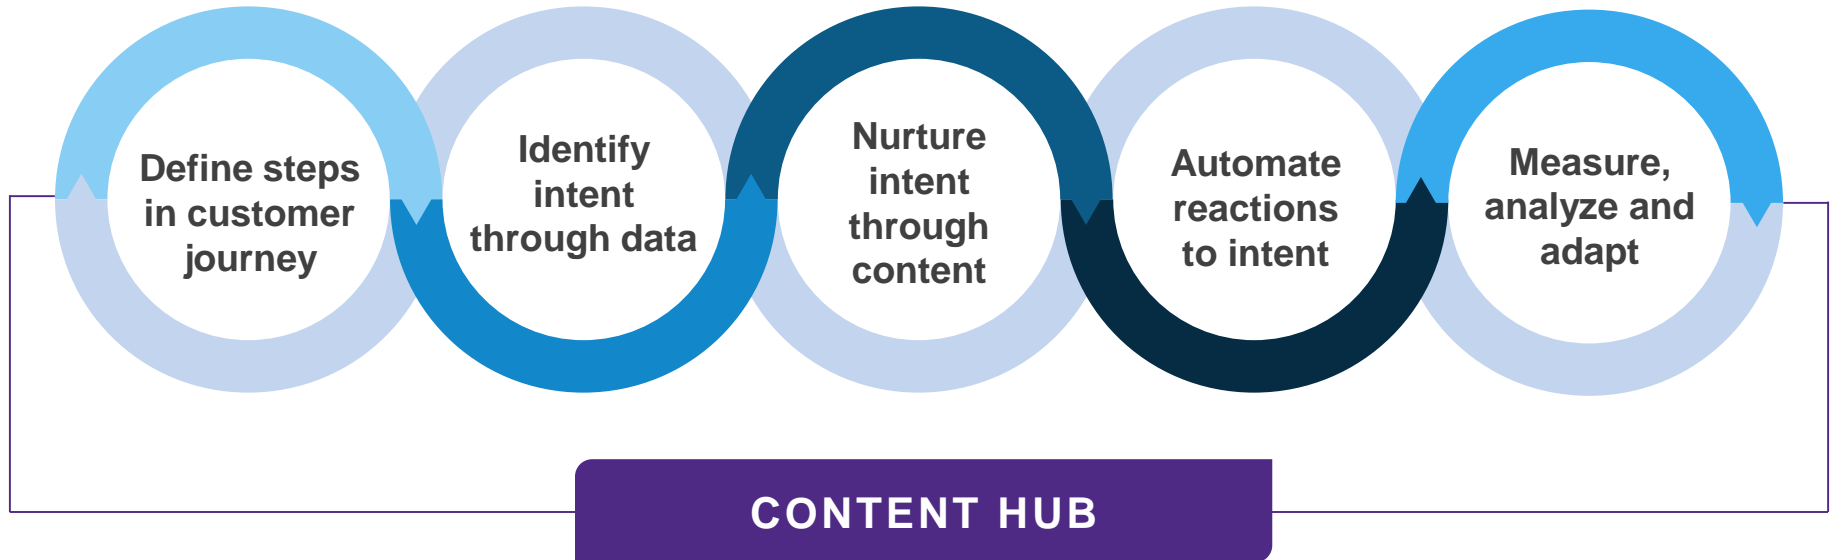 Define steps
in customer
journey
Identify
intent
through data
Nurture
intent
through
content
Automate
reactions
to intent
Measure,
analyze and
adapt
CONTENT HUB